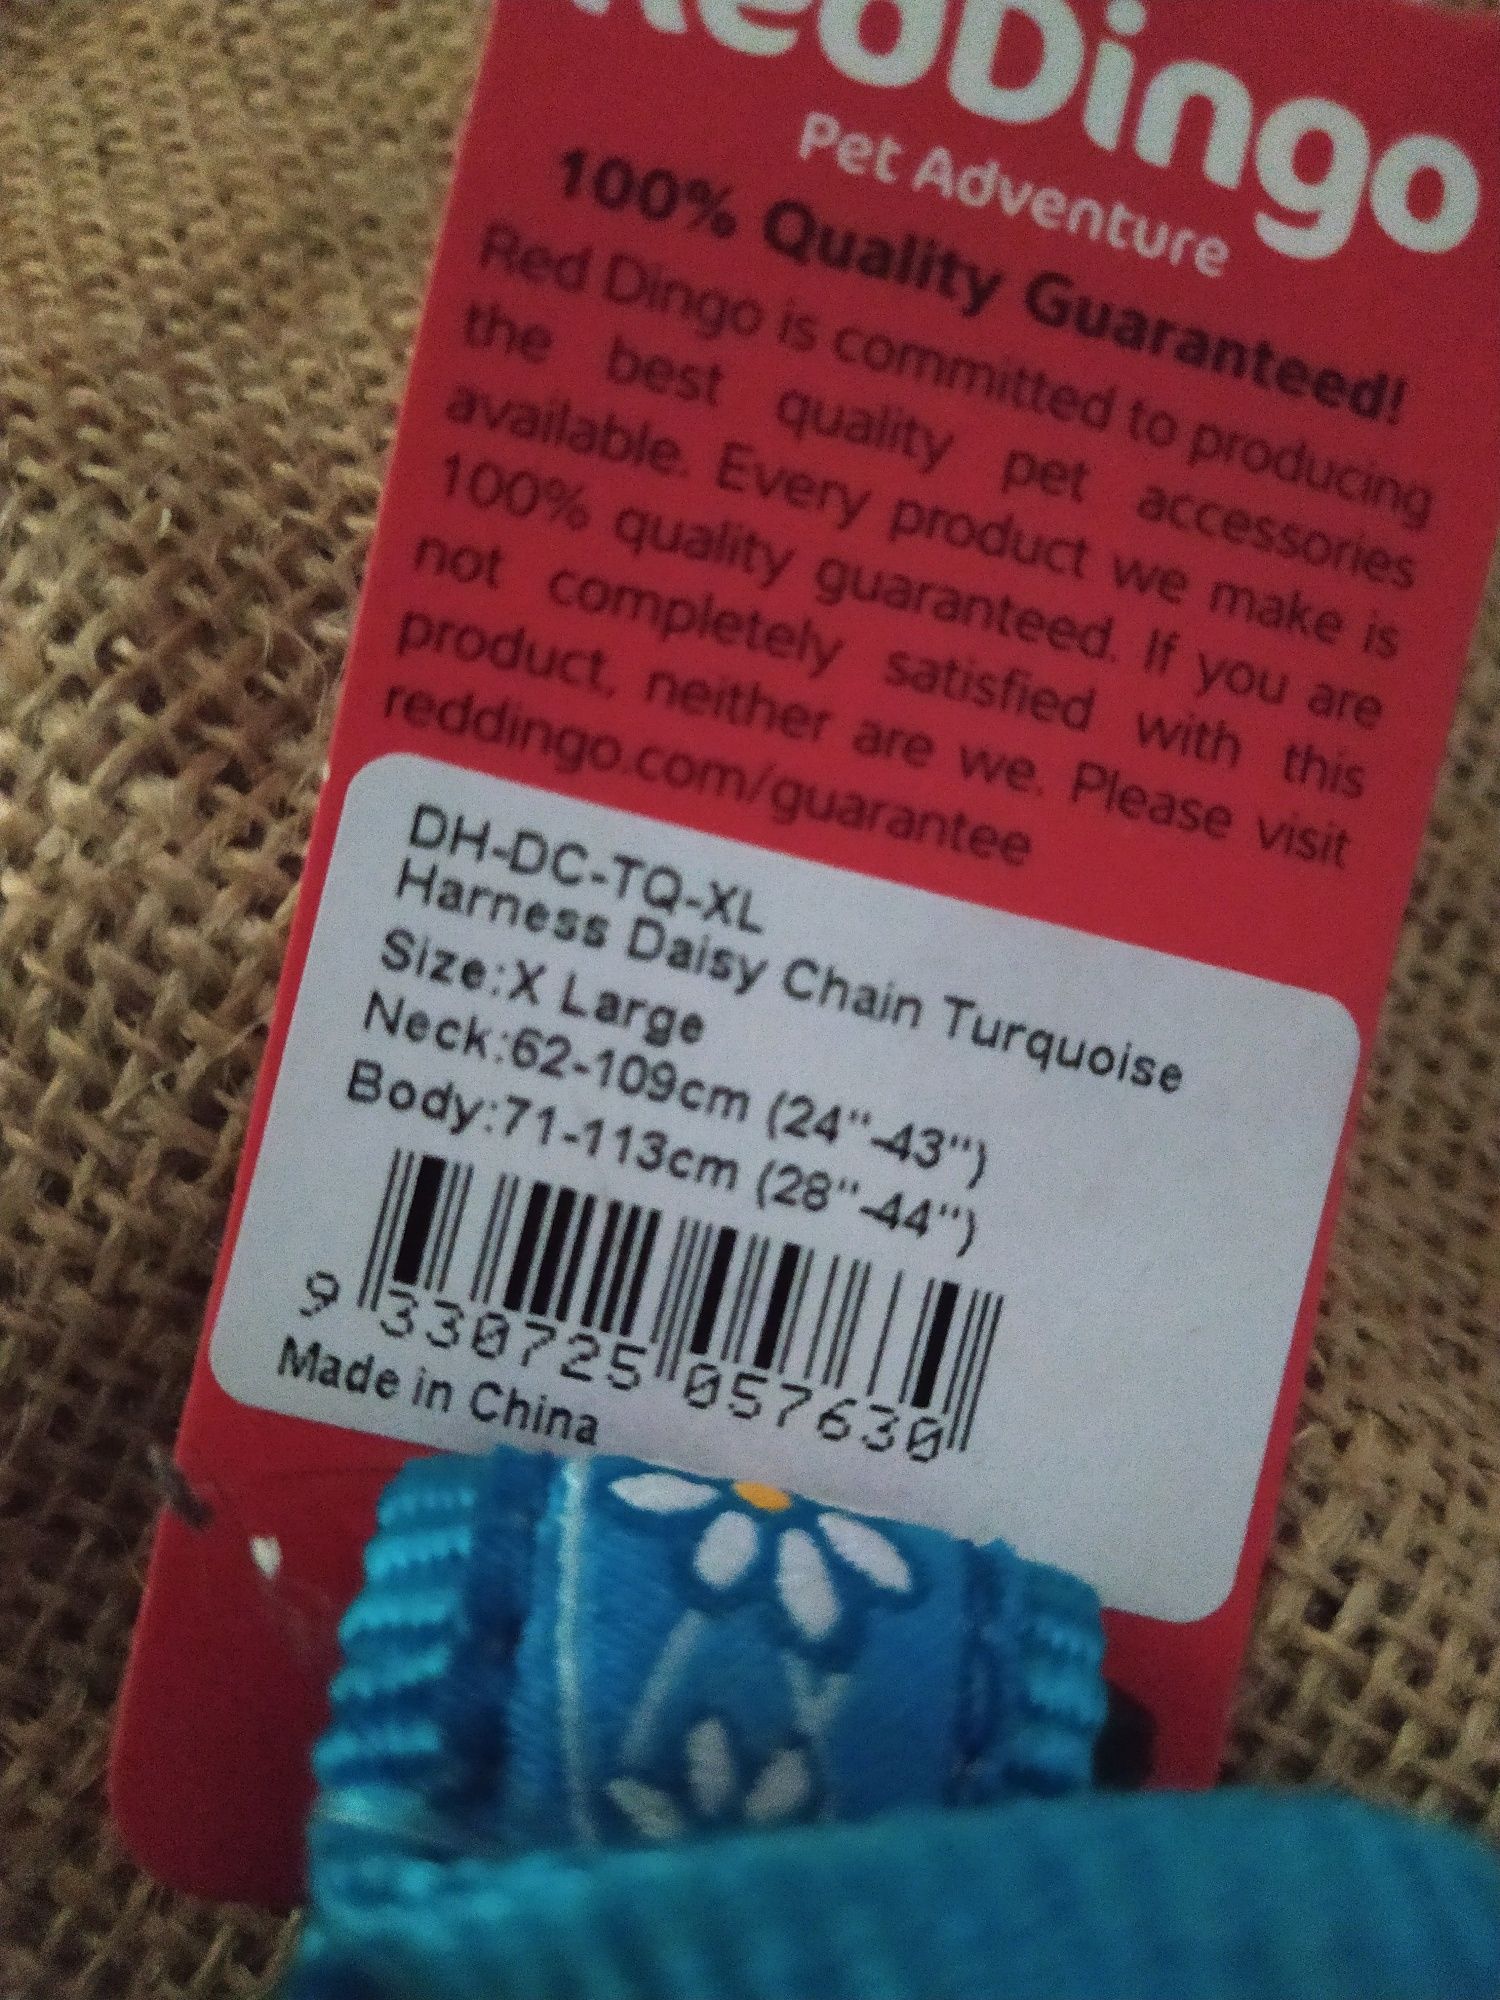 RedDingo
Pet Adventure
100% Quality Guaranteed!
Red Dingo is committed to producing
the best quality pet accessories
available. Every product we make is
100% quality guaranteed. If you are
not completely satisfied with this
product, neither are we. Please visit
reddingo.com/guarantee
DH-DC-TQ-XL
Harness Daisy Chain Turquoise
Size:X Large
Neck:62-109cm (24"-43")
Body:71-113cm (28"-44")
9 330725 057630
Made in China